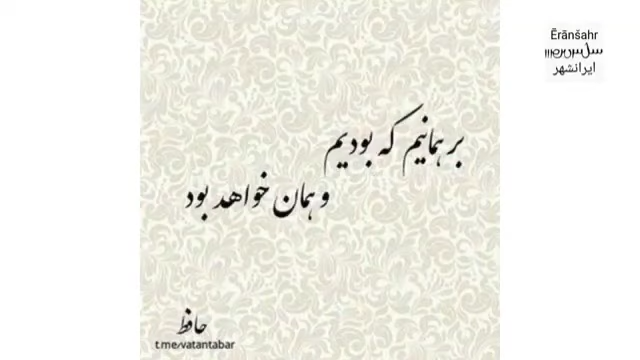 Ērānšahr
ایرانشهر
بر همانیم که بودیم
و همان خواهد بود
حافظ
t.me/vatantabar